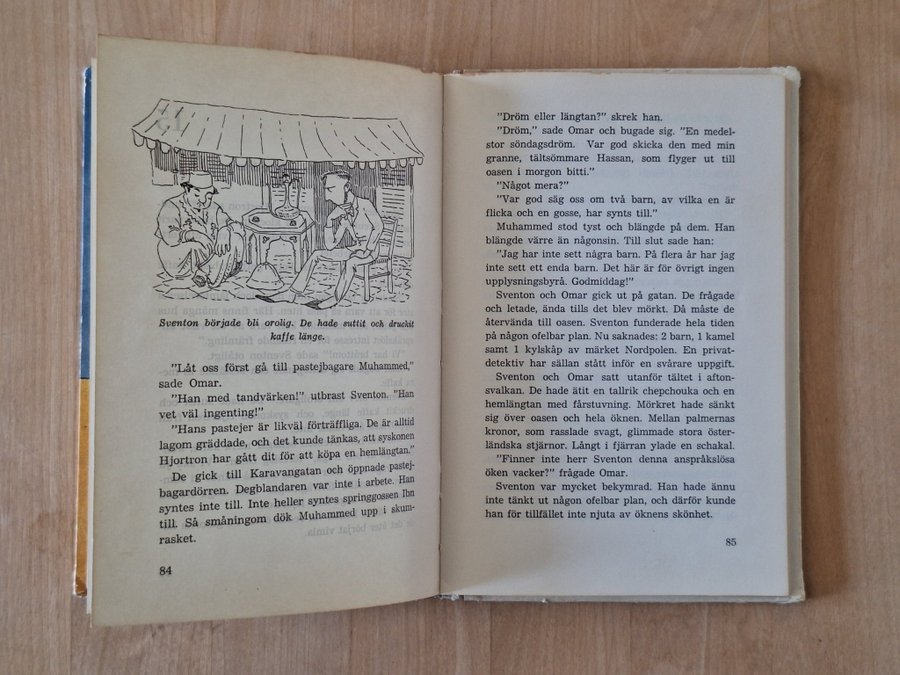 Sventon började bli orolig. De hade suttit och druckit
kaffe länge.
"Låt oss först gå till pastejbagare Muhammed,"
sade Omar.
"Han med tandvärken!" utbrast Sventon. "Han
vet väl ingenting!"
"Hans pastejer är likväl förträffliga. De är alltid
lagom gräddade, och det kunde tänkas, att syskonen
Hjortron har gått dit för att köpa en hemlängtan."
De gick till Karavangatan och öppnade pastej-
bagardörren. Degblandaren var inte i arbete. Han
syntes inte till. Inte heller syntes springgossen Ibn
till. Så småningom dök Muhammed upp i skum-
rasket.
84
"Dröm eller längtan?" skrek han.
"Dröm," sade Omar och bugade sig. "En medel-
stor söndagsdröm. Var god skicka den med min
granne, tältsömmare Hassan, som flyger ut till
oasen i morgon bitti."
"Något mera?"
"Var god säg oss om två barn, av vilka en är
flicka och en gosse, har synts till."
Muhammed stod tyst och blängde på dem. Han
blängde värre än någonsin. Till slut sade han:
"Jag har inte sett några barn. På flera år har jag
inte sett ett enda barn. Det här är för övrigt ingen
upplysningsbyrå. Godmiddag!"
Sventon och Omar gick ut på gatan. De frågade
och letade, ända tills det blev mörkt. Då måste de
återvända till oasen. Sventon funderade hela tiden
på någon ofelbar plan. Nu saknades: 2 barn, 1 kamel
samt 1 kylskåp av märket Nordpolen. En privat-
detektiv har sällan stått inför en svårare uppgift.
Sventon och Omar satt utanför tältet i afton-
svalkan. De hade ätit en tallrik chepchouka och en
hemlängtan med fårstuvning. Mörkret hade sänkt
sig över oasen och hela öknen. Mellan palmernas
kronor, som rasslade svagt, glimmade stora öster-
ländska stjärnor. Långt i fjärran ylade en schakal.
"Finner inte herr Sventon denna anspråkslösa
öken vacker?" frågade Omar.
Sventon var mycket bekymrad. Han hade ännu
inte tänkt ut någon ofelbar plan, och därför kunde
han för tillfället inte njuta av öknens skönhet.
85